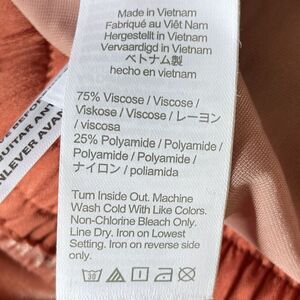 Made in Vietnam
Fabriqué au Viêt Nam
Hergestellt in Vietnam
Vervaardigd in Vietnam
ベトナム製
hecho en vietnam
75% Viscose / Viscose /
Viskose / Viscose / レーヨン
/ viscosa
25% Polyamide / Polyamide /
Polyamide / Polyamide /
ナイロン / poliamida
Turn Inside Out. Machine
Wash Cold With Like Colors.
Non-Chlorine Bleach Only.
Line Dry. Iron on Lowest
Setting. Iron on reverse side
only.
30
ENLEVER AVANT